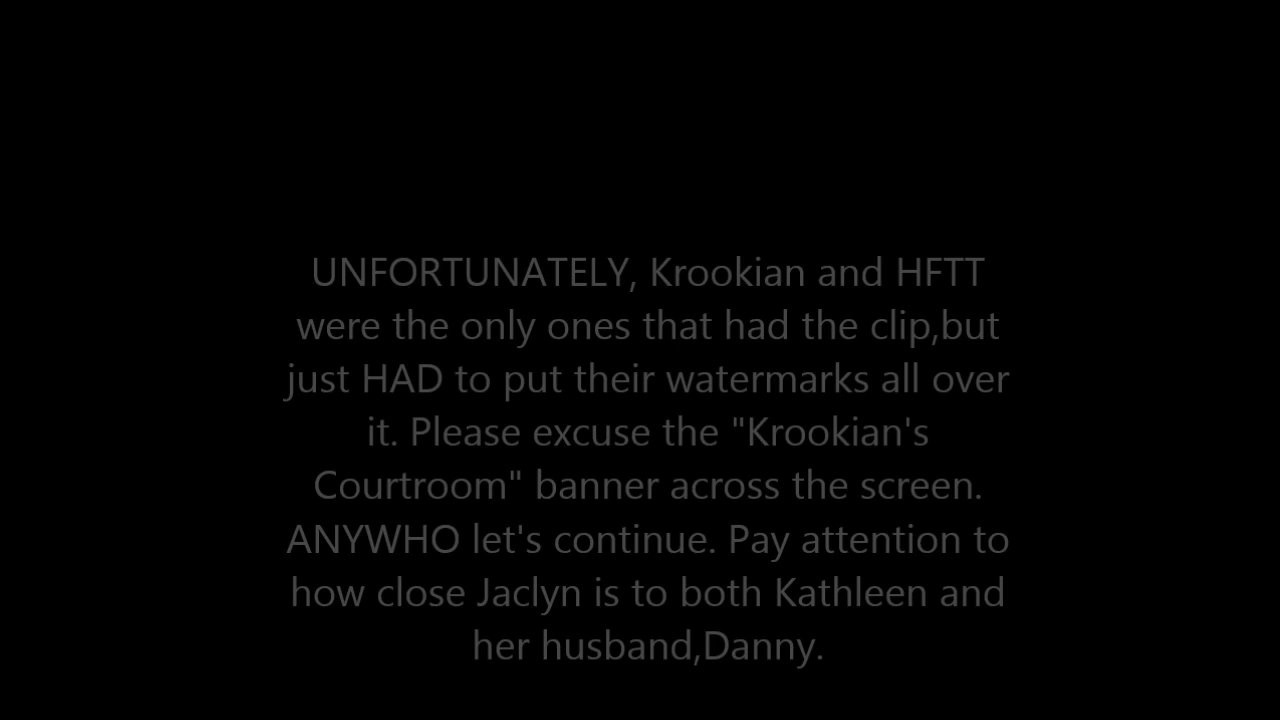 UNFORTUNATELY, Krookian and HFTT
were the only ones that had the clip,but
just HAD to put their watermarks all over
it. Please excuse the "Krookian's
Courtroom" banner across the screen.
ANYWHO let's continue. Pay attention to
how close Jaclyn is to both Kathleen and
her husband,Danny.